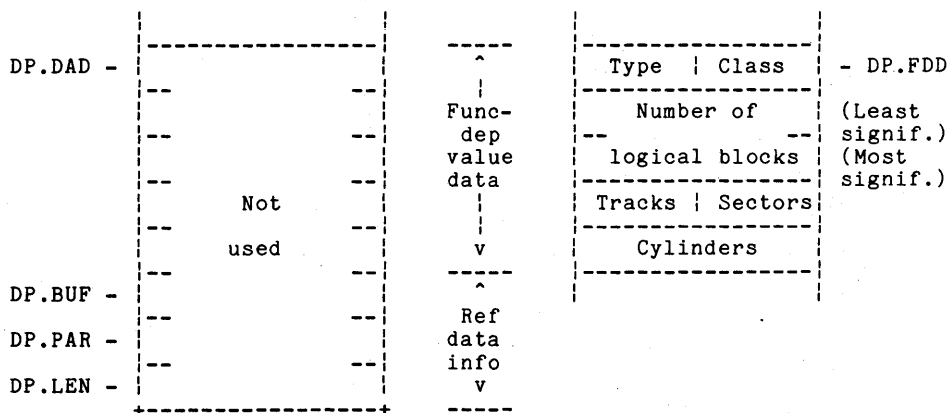 DP.DAD - ^ Type | Class - DP.FDD
Func- Number of (Least
dep signif.)
value logical blocks (Most
data signif.)
Not Tracks | Sectors
used v Cylinders
DP.BUF - ^
Ref
DP.PAR - data
info
DP.LEN - v